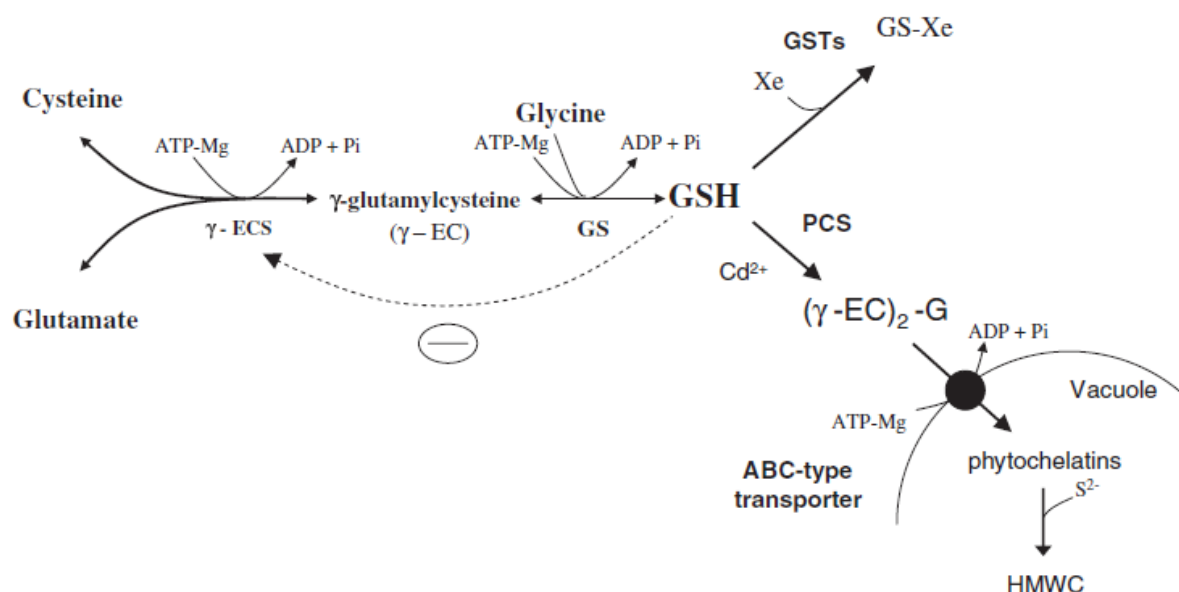 GSTs
GS-Xe
Xe
Cysteine
Glycine
ATP-Mg
ADP + Pi
ATP-Mg
ADP + Pi
γ-glutamylcysteine
GSH
γ - ECS
(γ – EC)
GS
PCS
Cd²⁺
Glutamate
(γ -EC)₂ -G
ADP + Pi
Vacuole
ATP-Mg
phytochelatins
ABC-type
transporter
S²⁻
HMWC